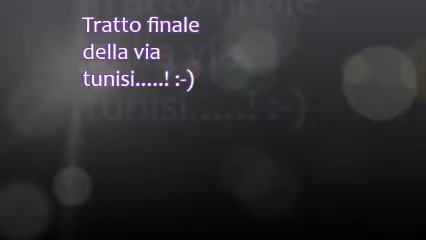 Tratto finale
della via
tunisi.....! :-)